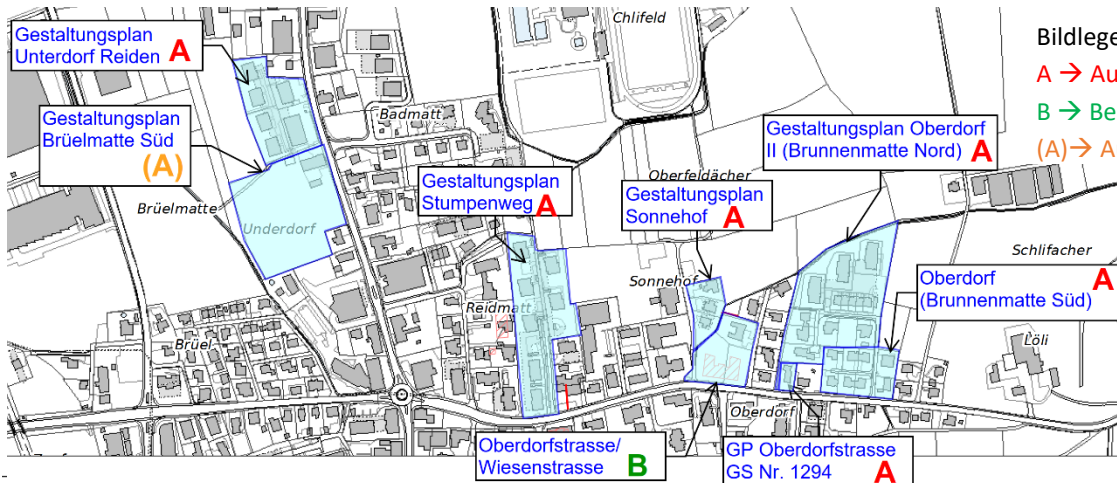 Gestaltungsplan
Unterdorf Reiden A
Gestaltungsplan
Brüelmatte Süd
(A)
Chlifeld
Badmatt
Gestaltungsplan
Stumpenweg A
Oberfeldächer
Gestaltungsplan
Sonnehof A
Gestaltungsplan Oberdorf
II (Brunnenmatte Nord) A
Bildlege
A → Au
B → Be
(A)→ A
Brüelmatte
Underdorf
Sonnehof
Schlifacher
Oberdorf A
(Brunnenmatte Süd)
Reidmatt
Brüel
Löli
Oberdorf
Oberdorfstrasse/
Wiesenstrasse B
GP Oberdorfstrasse
GS Nr. 1294 A